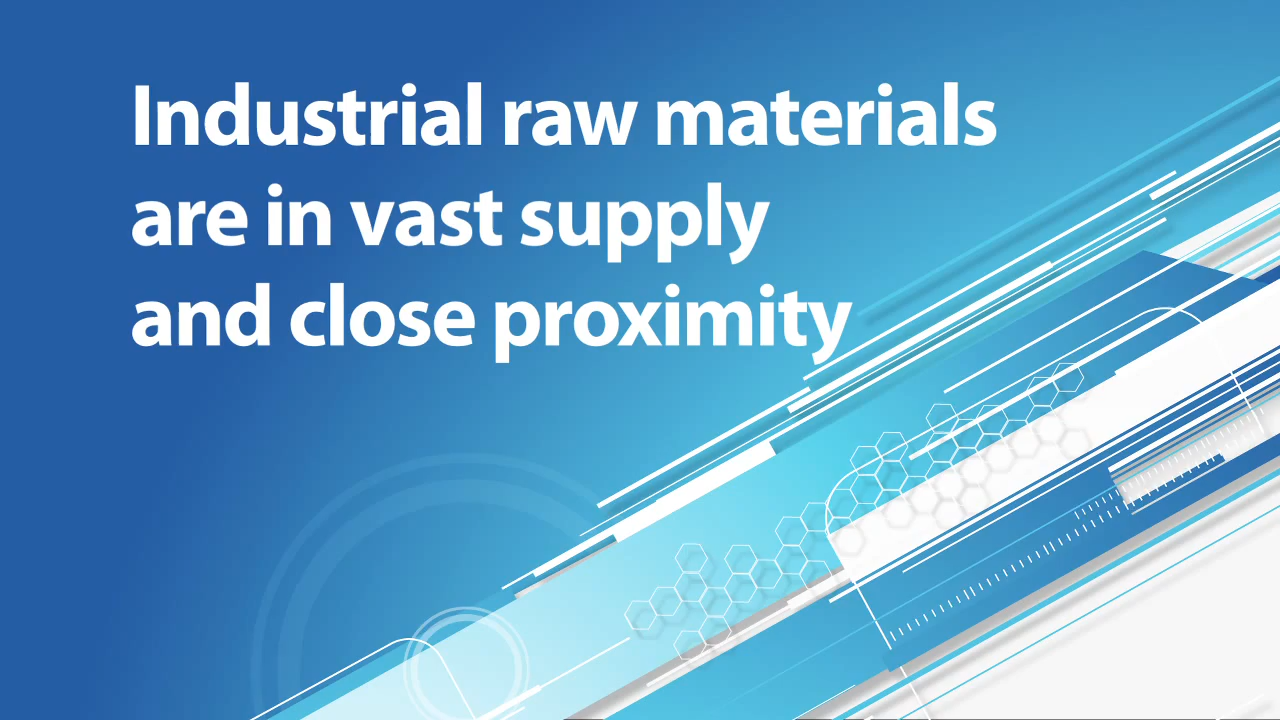 Industrial raw materials
are in vast supply
and close proximity